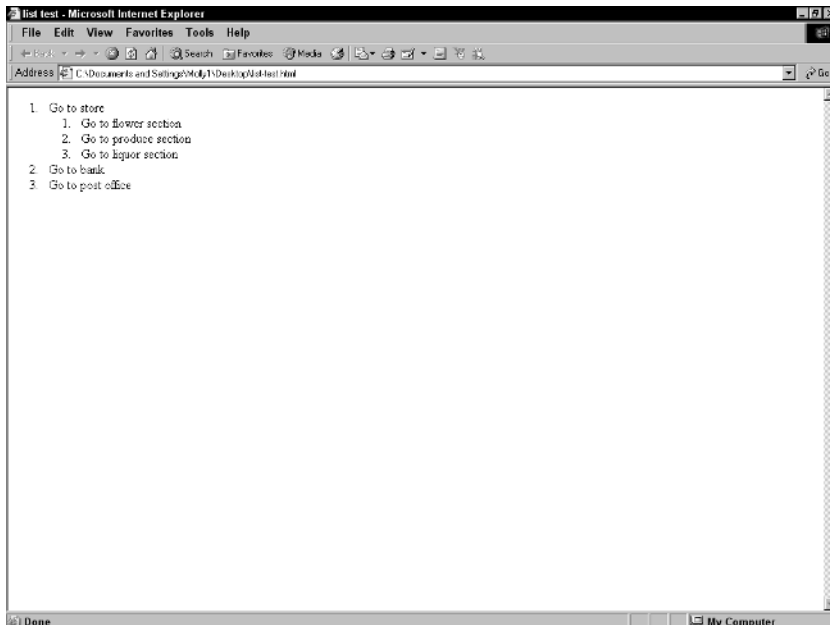 list test - Microsoft Internet Explorer
File Edit View Favorites Tools Help
Back Search Favorites Media
Address C:\Documents and Settings\Molly1\Desktop\list-test.html Go
1. Go to store
1. Go to flower section
2. Go to produce section
3. Go to liquor section
2. Go to bank
3. Go to post office
Done My Computer